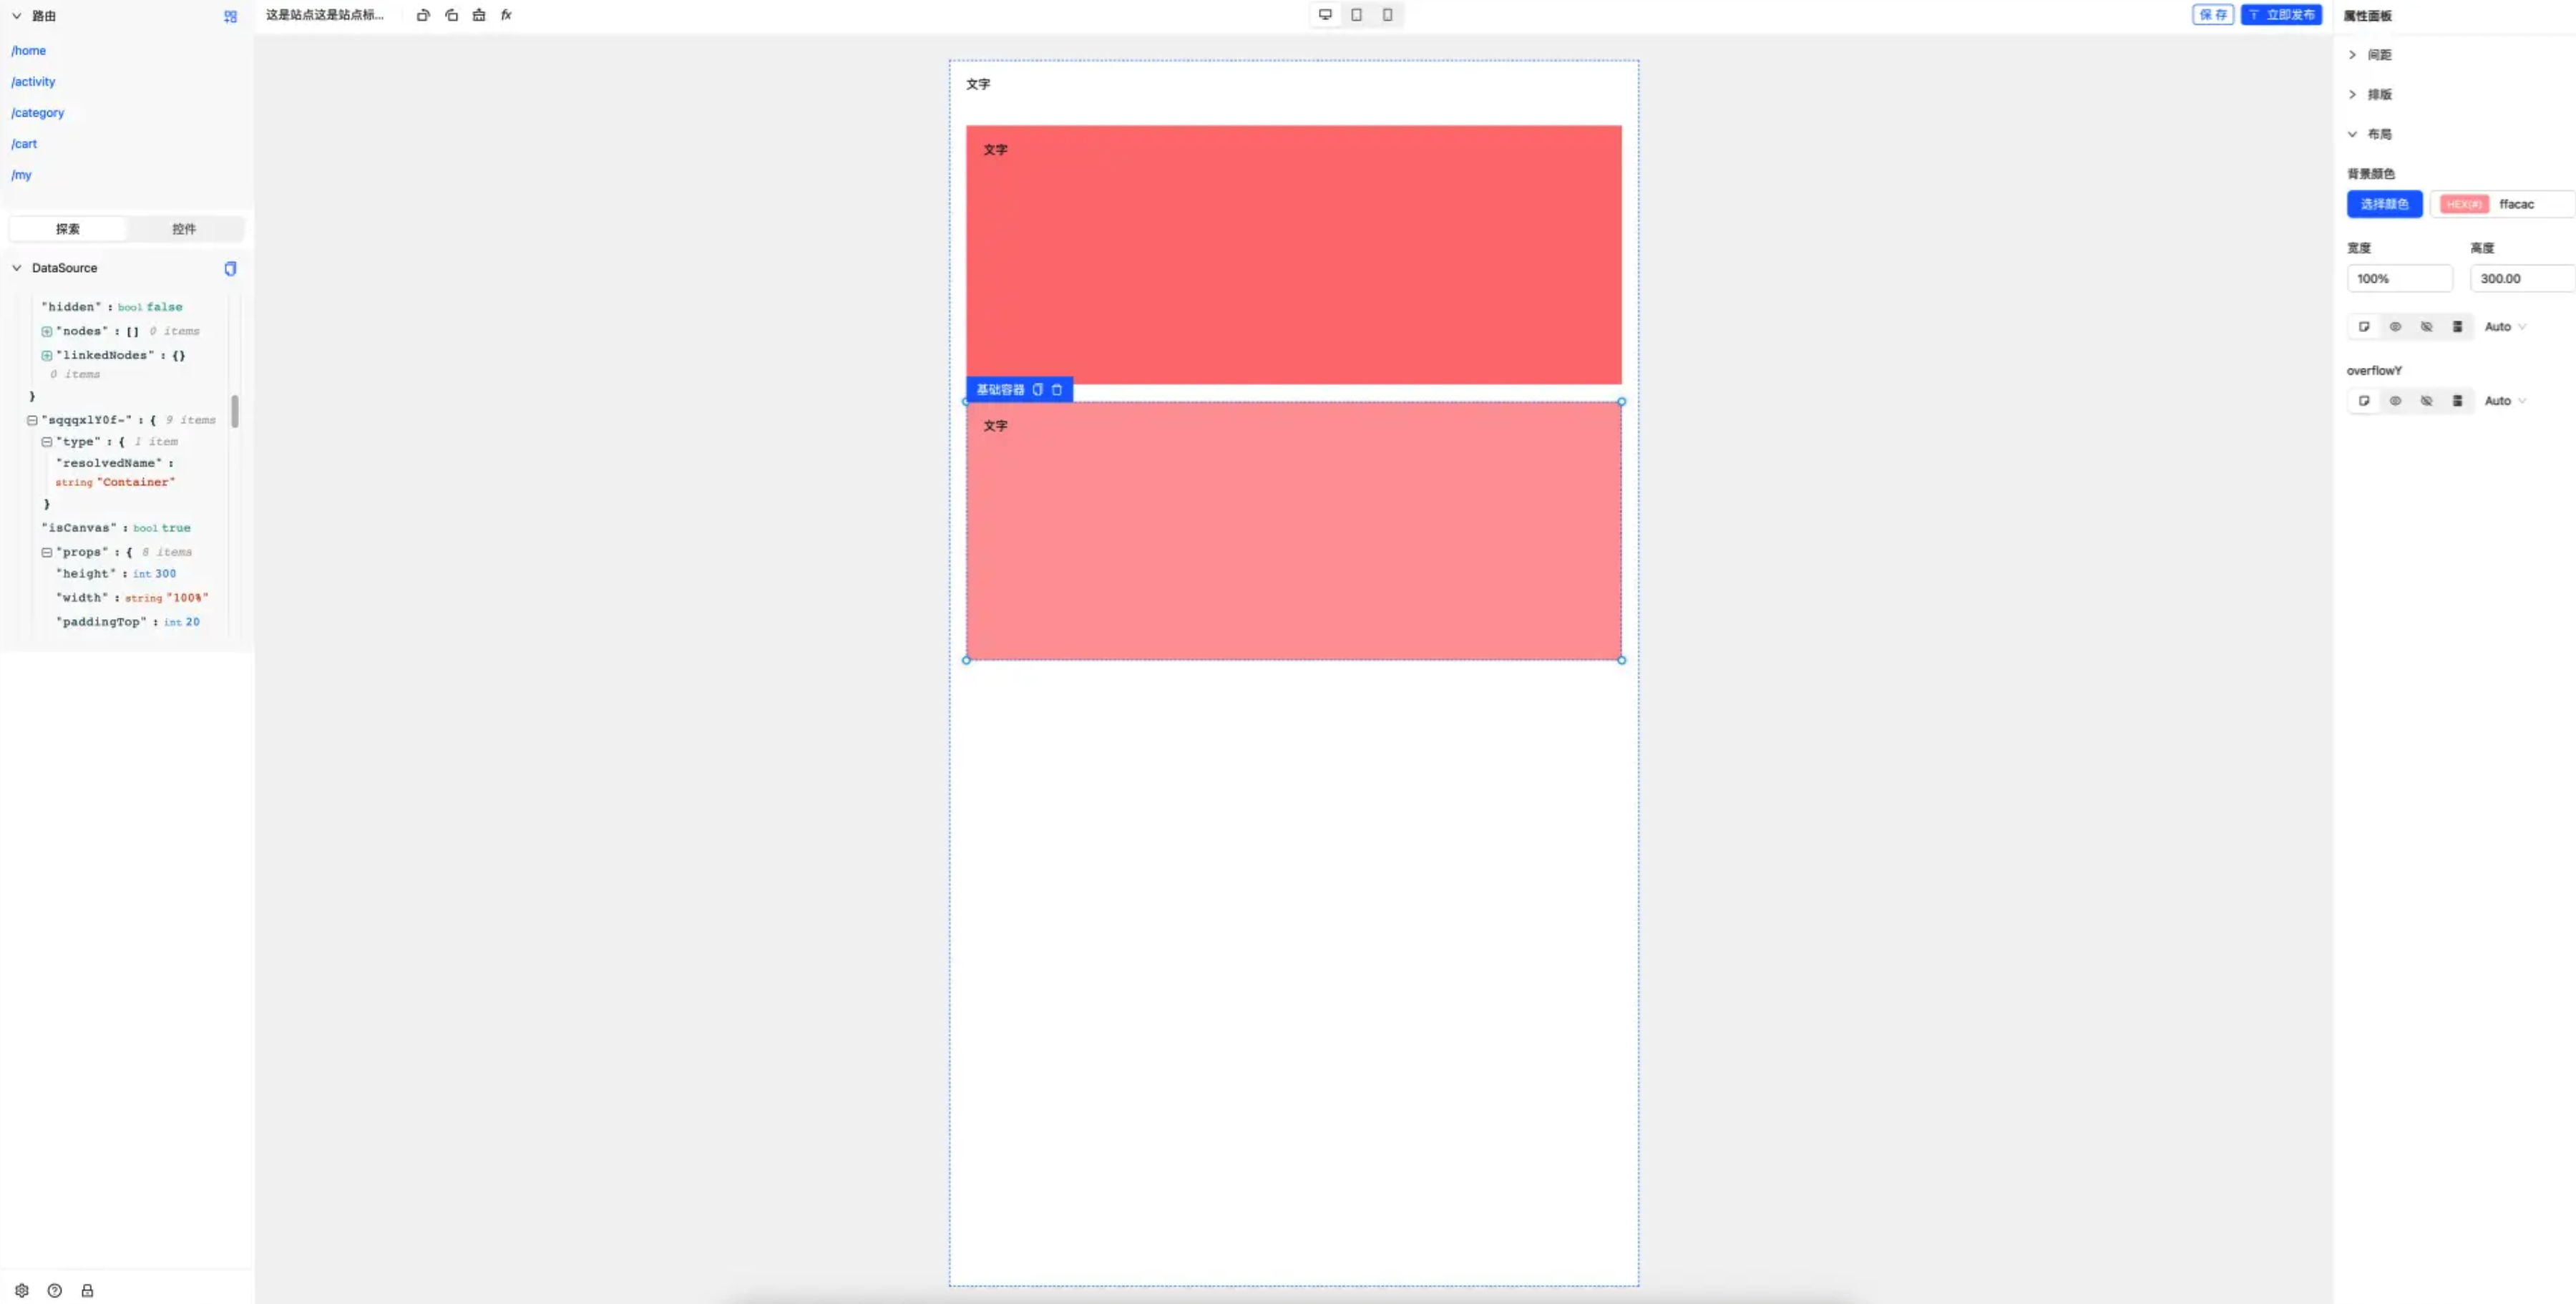 路由
/home
/activity
/category
/cart
/my
探索 控件
DataSource
"hidden" : bool false
"nodes" : [] 0 items
"linkedNodes" : {}
0 items
}
"sqqqxlY0f-" : { 9 items
"type" : { 1 item
"resolvedName" :
string "Container"
}
"isCanvas" : bool true
"props" : { 8 items
"height" : int 300
"width" : string "100%"
"paddingTop" : int 20
这是站点这是站点标...
fx
保存 立即发布
文字
文字
基础容器
文字
属性面板
间距
排版
布局
背景颜色
选择颜色 HEX(#) ffacac
宽度 高度
100% 300.00
Auto
overflowY
Auto